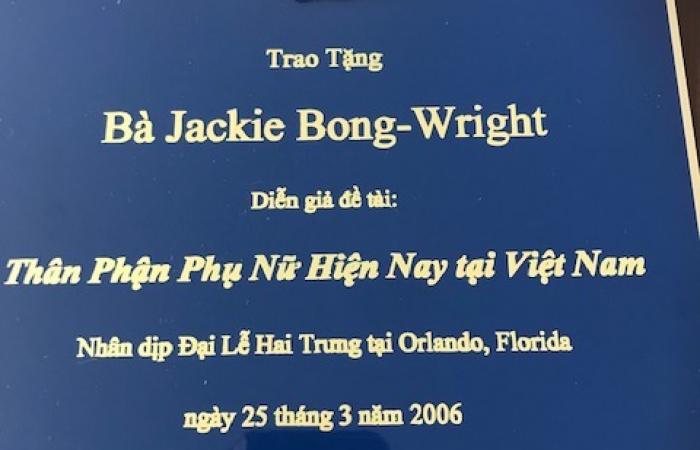 Trao Tặng
Bà Jackie Bong-Wright
Diễn giả đề tài:
Thân Phận Phụ Nữ Hiện Nay tại Việt Nam
Nhân dịp Đại Lễ Hai Trưng tại Orlando, Florida
ngày 25 tháng 3 năm 2006